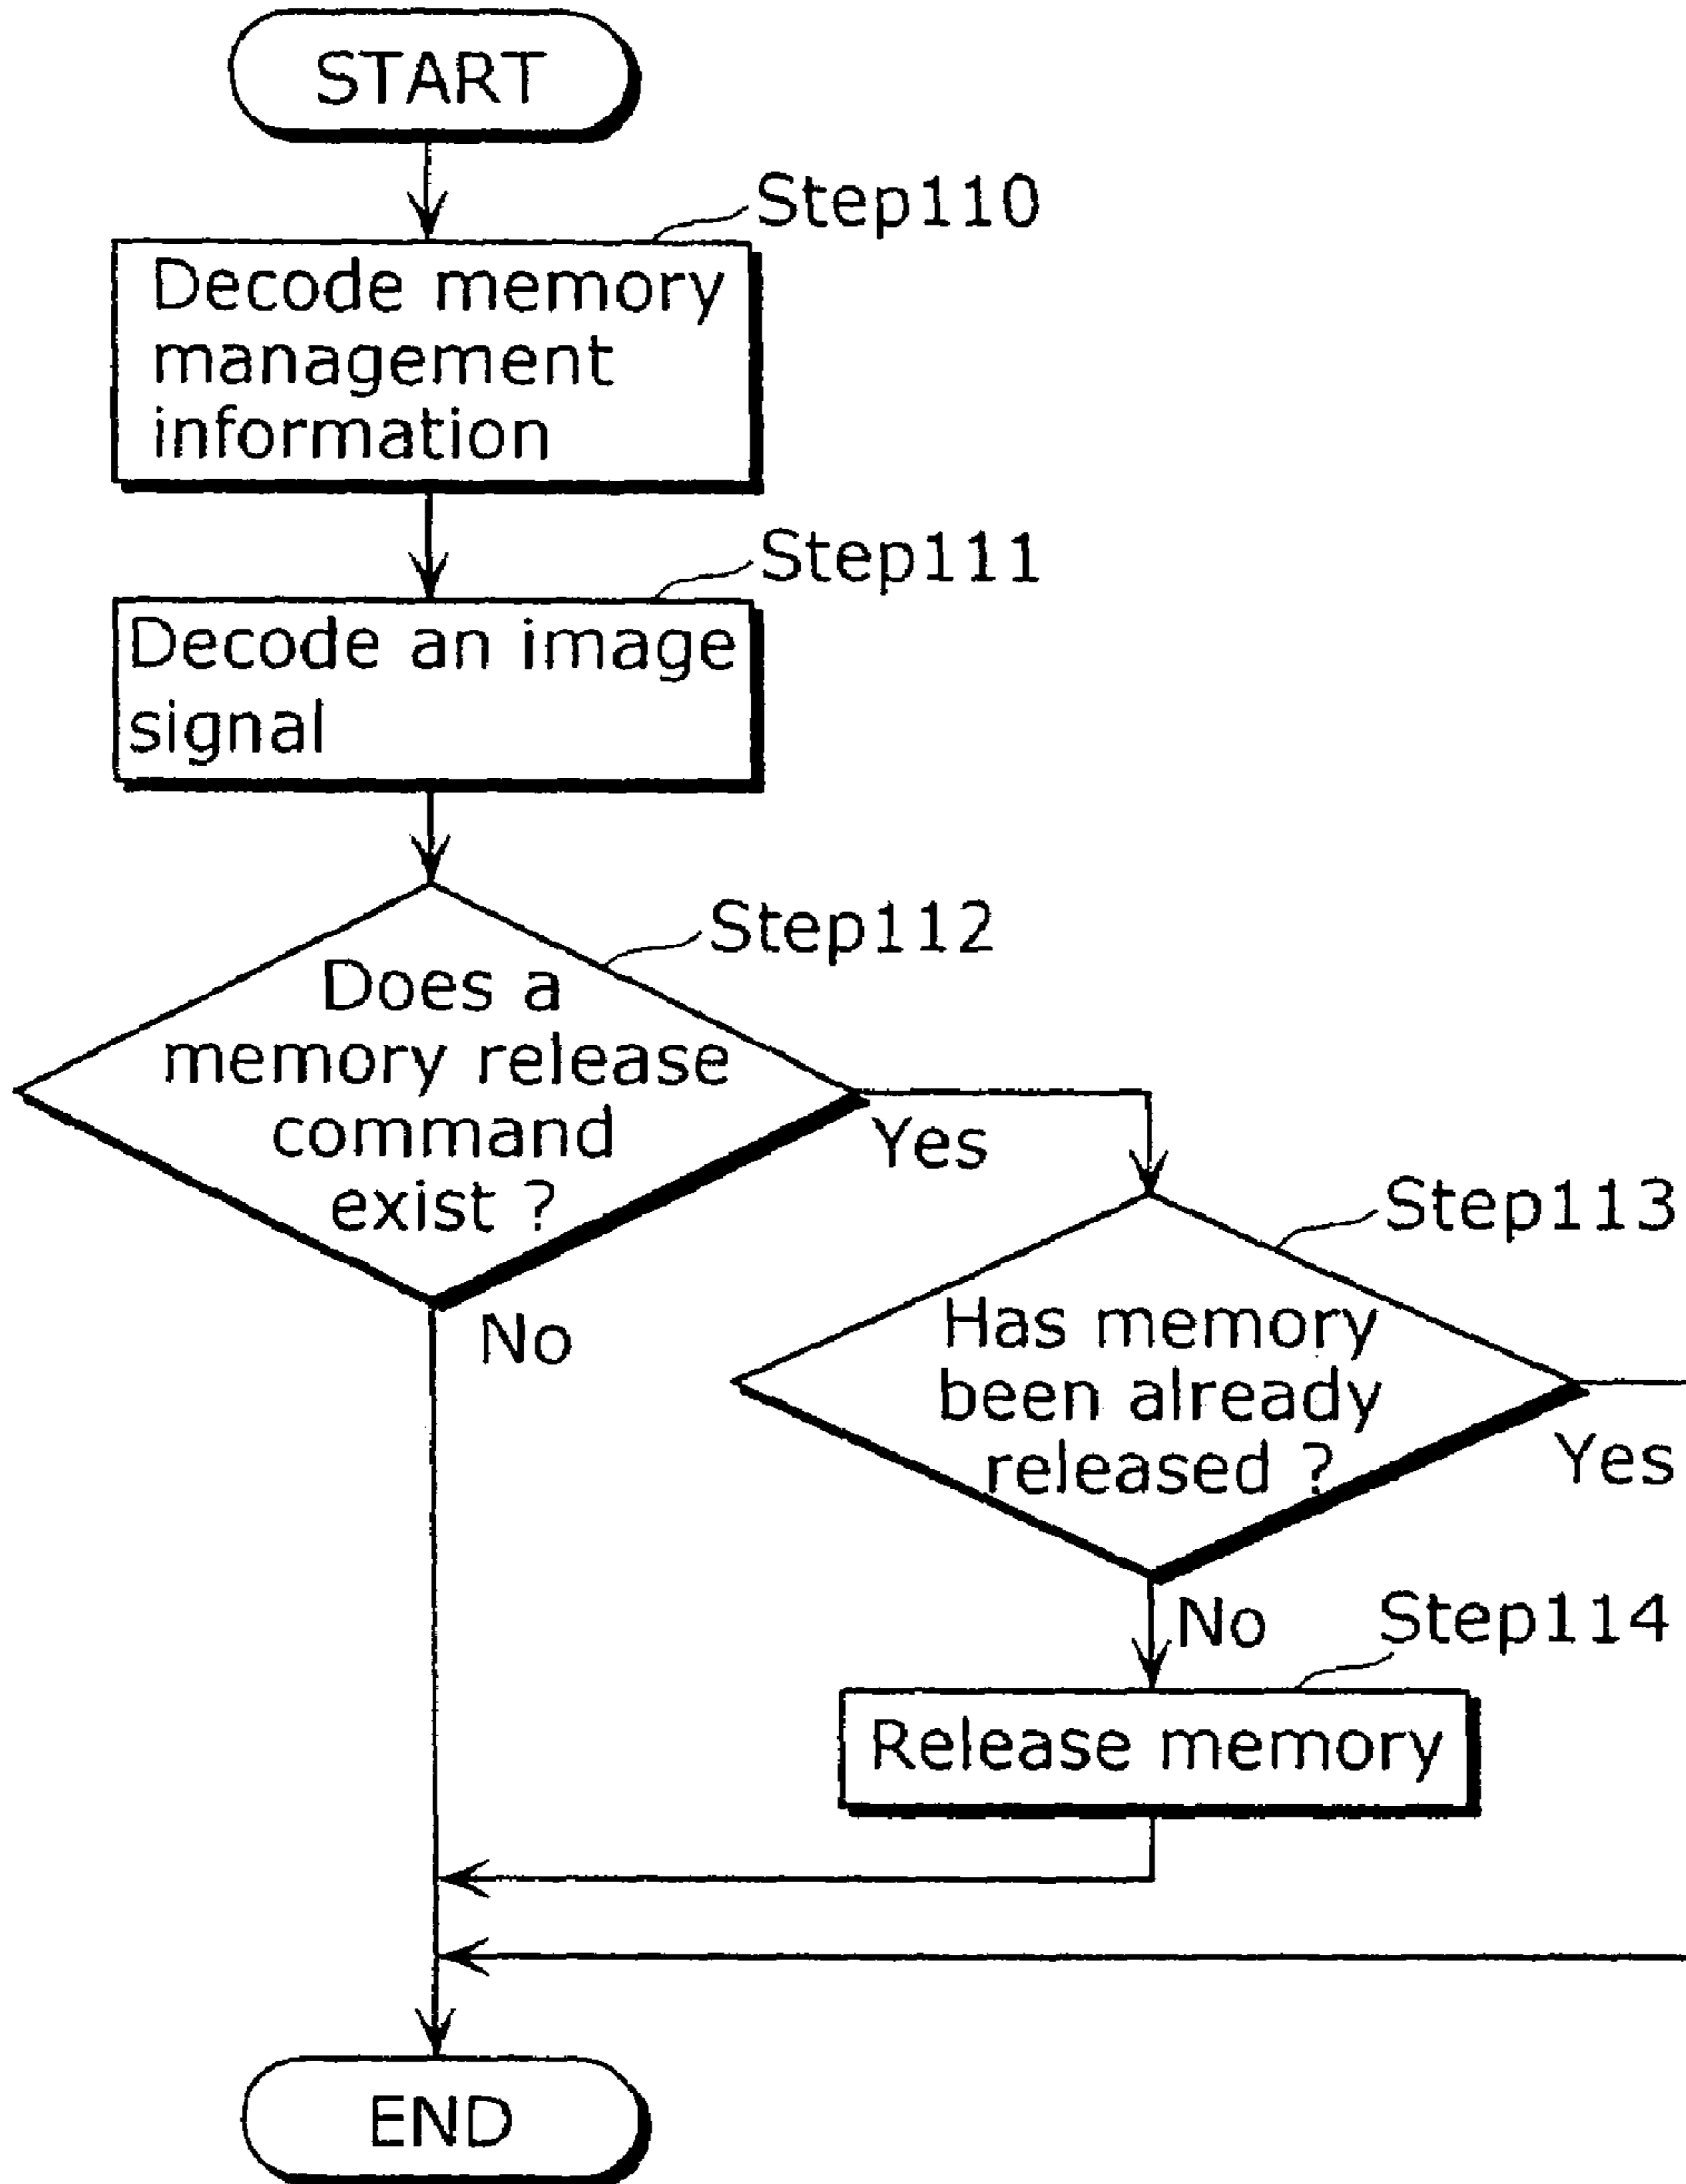 START
Step110
Decode memory
management
information
Step111
Decode an image
signal
Step112
Does a
memory release
command
exist ?
Yes
No
Step113
Has memory
been already
released ?
Yes
No
Step114
Release memory
END